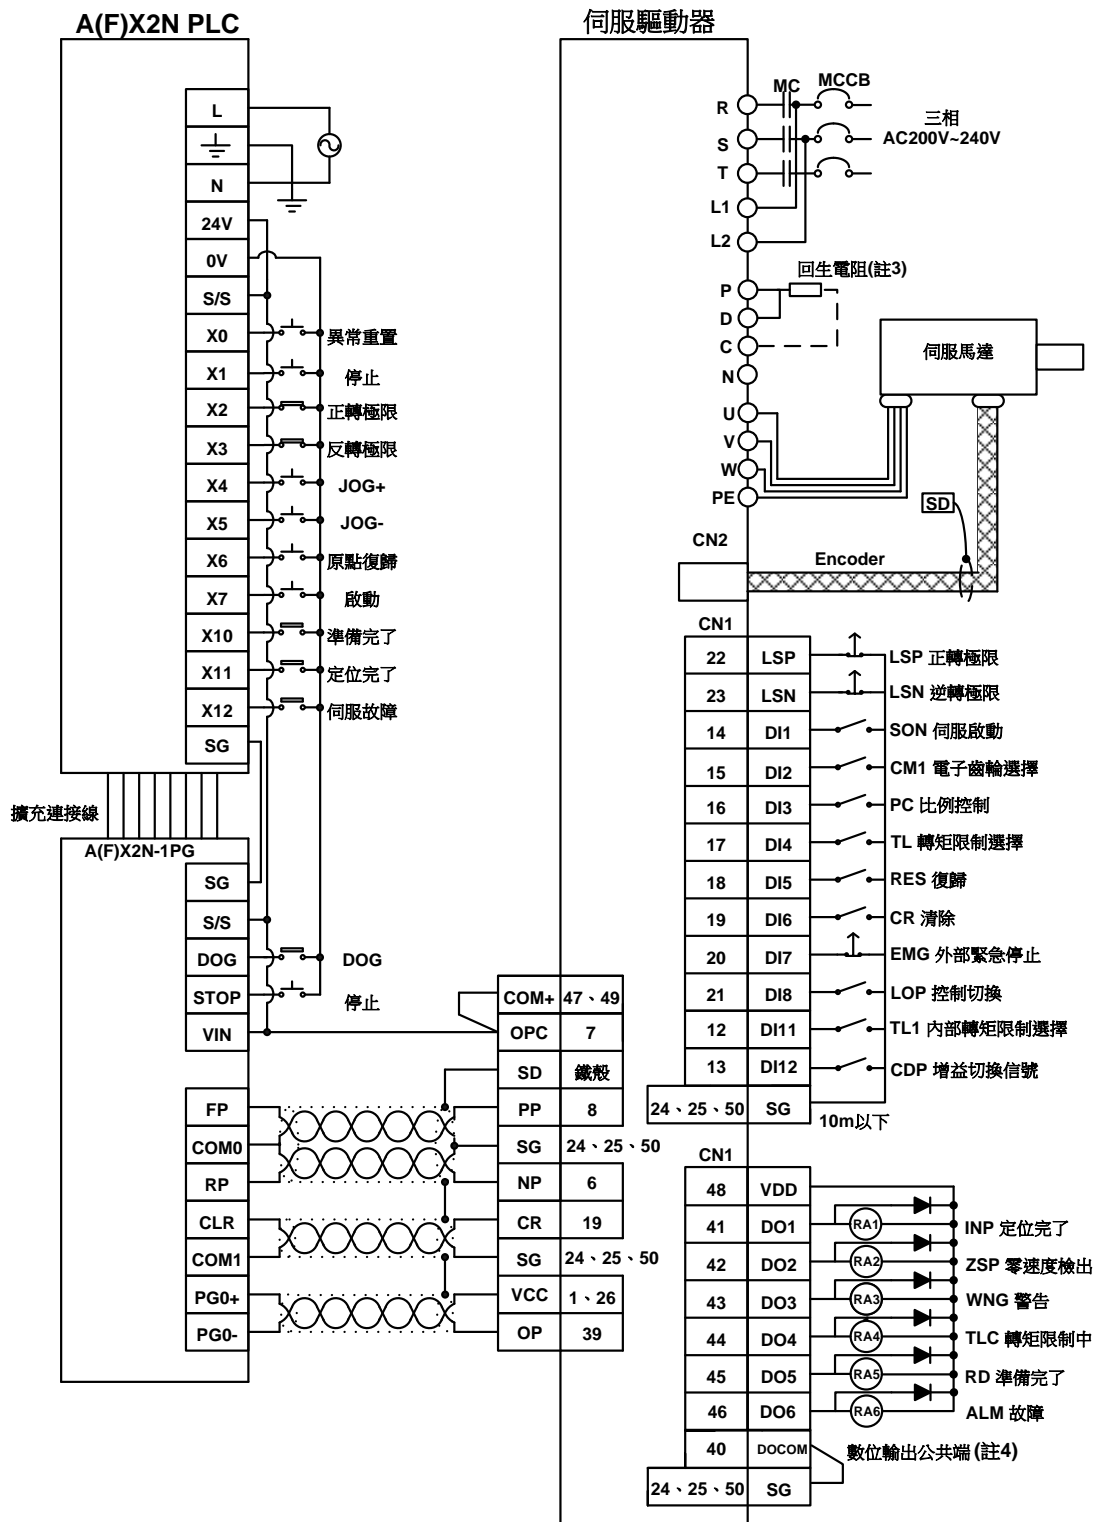 A(F)X2N PLC
L
N
24V
0V
S/S
X0 異常重置
X1 停止
X2 正轉極限
X3 反轉極限
X4 JOG+
X5 JOG-
X6 原點復歸
X7 啟動
X10 準備完了
X11 定位完了
X12 伺服故障
SG
擴充連接線
A(F)X2N-1PG
SG
S/S
DOG DOG
STOP 停止
VIN
FP
COM0
RP
CLR
COM1
PG0+
PG0-
COM+ 47、49
OPC 7
SD 鐵殼
PP 8
SG 24、25、50
NP 6
CR 19
SG 24、25、50
VCC 1、26
OP 39
伺服驅動器
MC MCCB
R
S
T
三相
AC200V~240V
L1
L2
P
D
C
N
回生電阻(註3)
伺服馬達
U
V
W
PE
SD
CN2
Encoder
CN1
22 LSP LSP 正轉極限
23 LSN LSN 逆轉極限
14 DI1 SON 伺服啟動
15 DI2 CM1 電子齒輪選擇
16 DI3 PC 比例控制
17 DI4 TL 轉矩限制選擇
18 DI5 RES 復歸
19 DI6 CR 清除
20 DI7 EMG 外部緊急停止
21 DI8 LOP 控制切換
12 DI11 TL1 內部轉矩限制選擇
13 DI12 CDP 增益切換信號
24、25、50 SG
10m以下
CN1
48 VDD
41 DO1 RA1 INP 定位完了
42 DO2 RA2 ZSP 零速度檢出
43 DO3 RA3 WNG 警告
44 DO4 RA4 TLC 轉矩限制中
45 DO5 RA5 RD 準備完了
46 DO6 RA6 ALM 故障
40 DOCOM 數位輸出公共端(註4)
24、25、50 SG